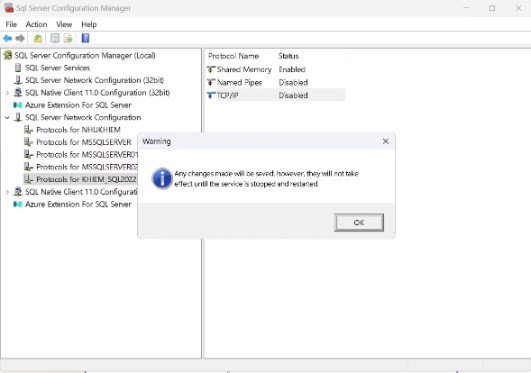 Sql Server Configuration Manager
File Action View Help
SQL Server Configuration Manager (Local)
SQL Server Services
SQL Server Network Configuration (32bit)
SQL Native Client 11.0 Configuration (32bit)
Azure Extension For SQL Server
SQL Server Network Configuration
Protocols for NHUKHIEM
Protocols for MSSQLSERVER
Protocols for MSSQLSERVER01
Protocols for MSSQLSERVER02
Protocols for KHIEM_SQL2022
SQL Native Client 11.0 Configurati
Azure Extension For SQL Server
Protocol Name Status
Shared Memory Enabled
Named Pipes Disabled
TCP/IP Disabled
Warning
Any changes made will be saved, however, they will not take
effect until the service is stopped and restarted.
OK